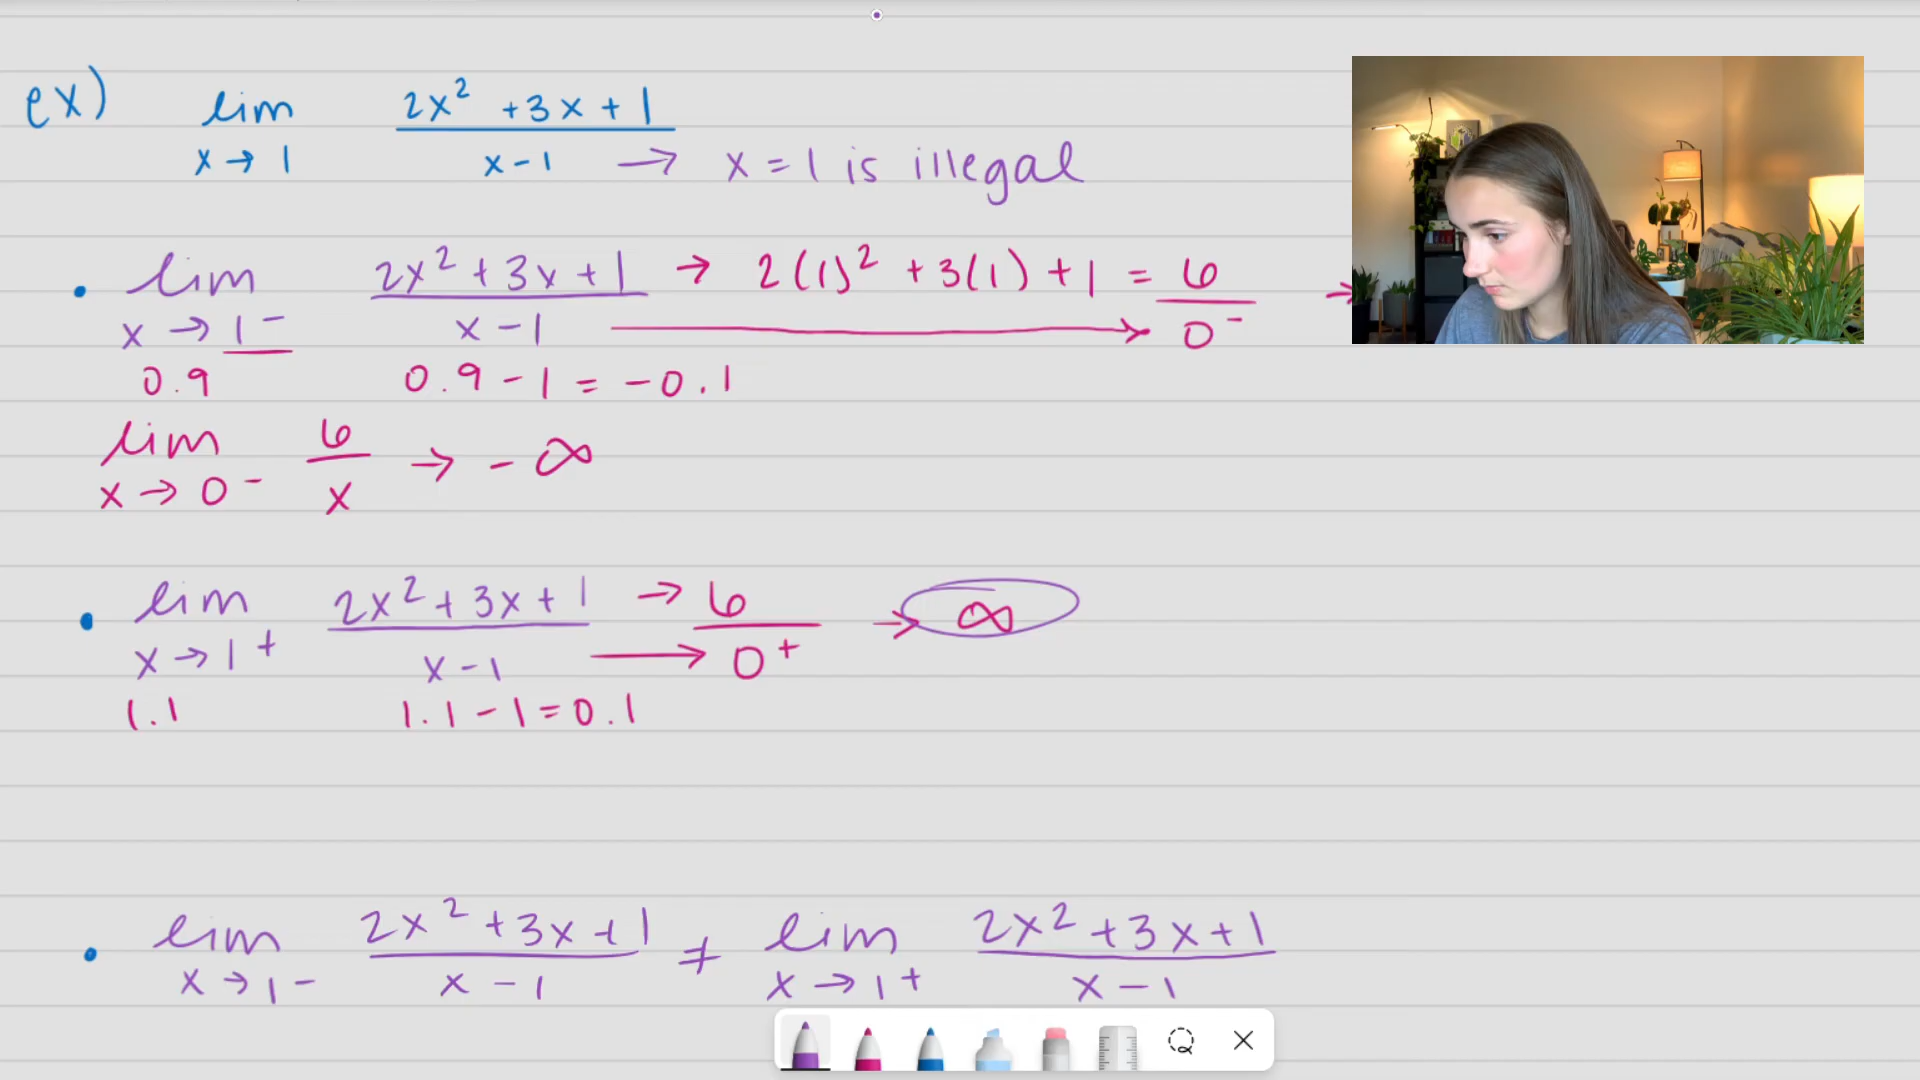 ex) lim 2x² + 3x + 1
x → 1 x - 1 → x = 1 is illegal
• lim 2x² + 3x + 1 → 2(1)² + 3(1) + 1 = 6 →
x → 1⁻ x - 1 → 0⁻
0.9 0.9 - 1 = -0.1
lim 6 → -∞
x → 0⁻ x
• lim 2x² + 3x + 1 → 6 → ∞
x → 1⁺ x - 1 → 0⁺
1.1 1.1 - 1 = 0.1
• lim 2x² + 3x + 1 ≠ lim 2x² + 3x + 1
x → 1⁻ x - 1 x → 1⁺ x - 1